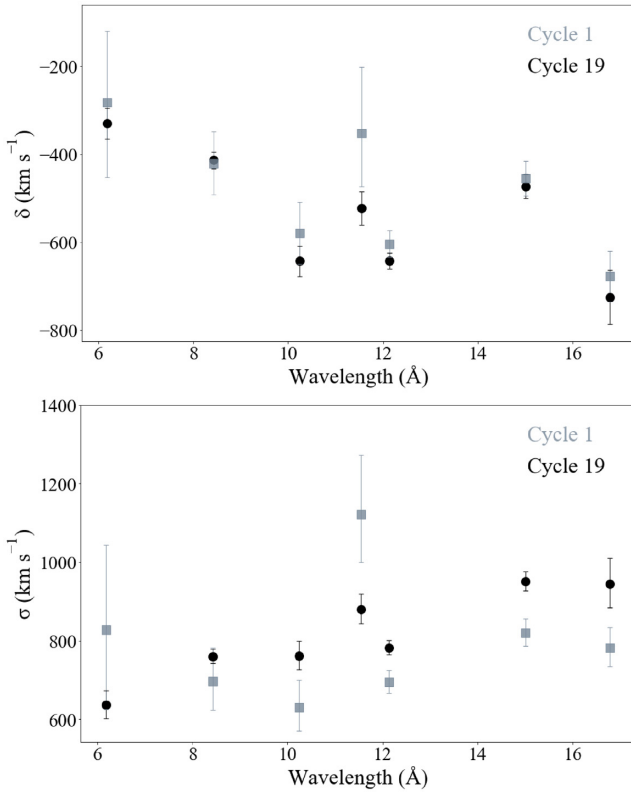 Cycle 1
Cycle 19
−200
−400
−600
−800
δ (km s⁻¹)
6 8 10 12 14 16
Wavelength (Å)
1400
Cycle 1
Cycle 19
1200
1000
800
600
σ (km s⁻¹)
6 8 10 12 14 16
Wavelength (Å)